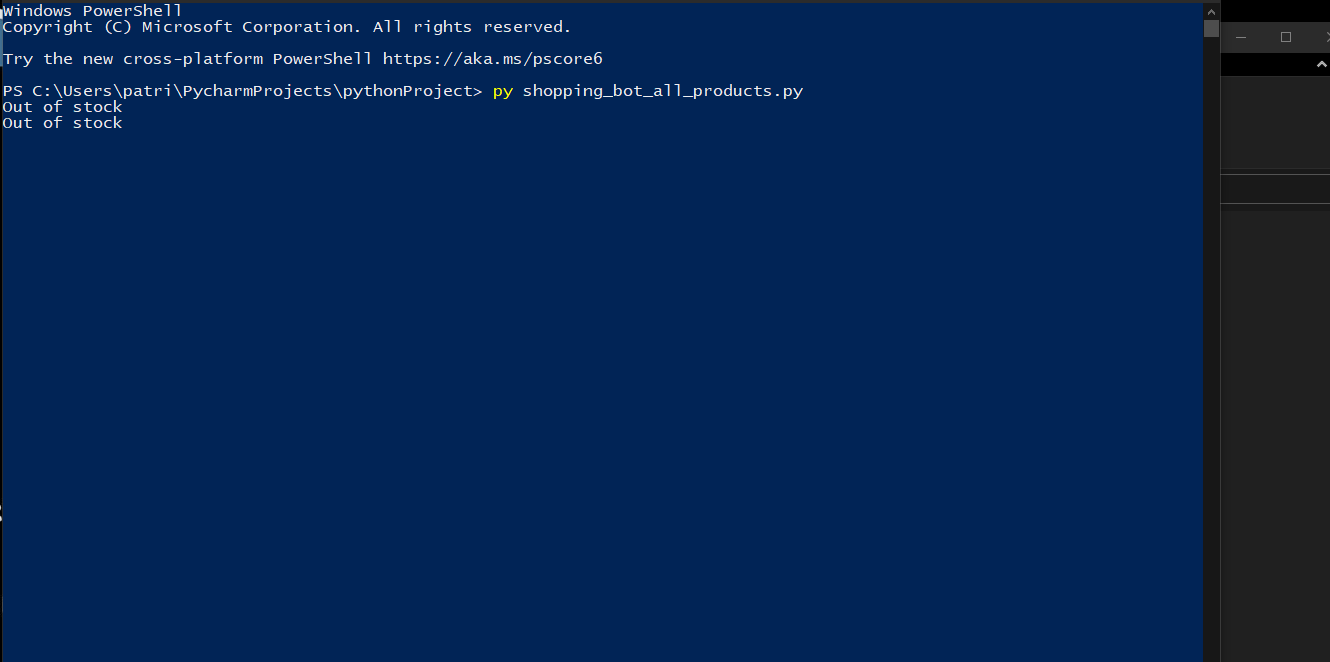 Windows PowerShell
Copyright (C) Microsoft Corporation. All rights reserved.
Try the new cross-platform PowerShell https://aka.ms/pscore6
PS C:\Users\patri\PycharmProjects\pythonProject> py shopping_bot_all_products.py
Out of stock
Out of stock